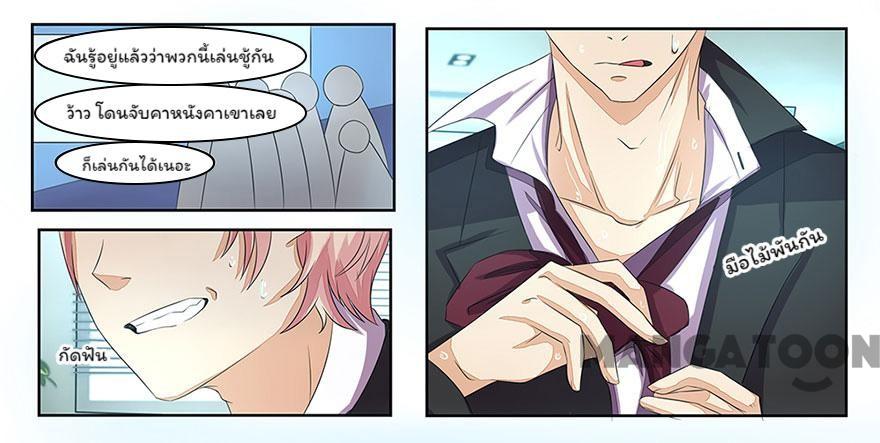 ฉันรู้อยู่แล้วว่าพวกนี้เล่นชู้กัน
ว้าว โดนจับคาหนังคาเขาเลย
ก็เล่นกันได้เนอะ
กัดฟัน
มือไม้พันกัน
MANGATOON